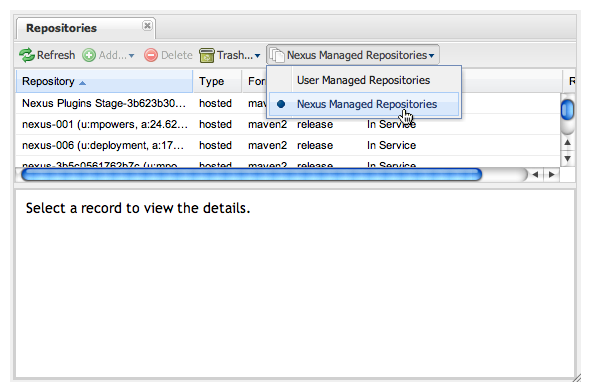 Repositories
Refresh Add... Delete Trash... Nexus Managed Repositories
User Managed Repositories
Nexus Managed Repositories
Repository Type For R
Nexus Plugins Stage-3b623b30... hosted mav
nexus-001 (u:mpowers, a:24.62... hosted maven2 release In Service
nexus-006 (u:deployment, a:17... hosted maven2 release In Service
nexus-3b5c0561762b7c (u:mpo... hosted maven2 release In Service
Select a record to view the details.